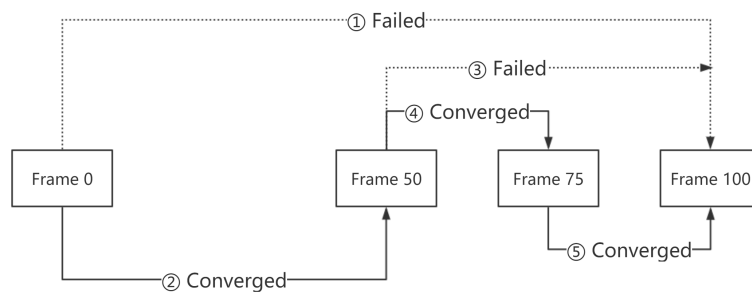 ① Failed
③ Failed
④ Converged
Frame 0
Frame 50
Frame 75
Frame 100
② Converged
⑤ Converged